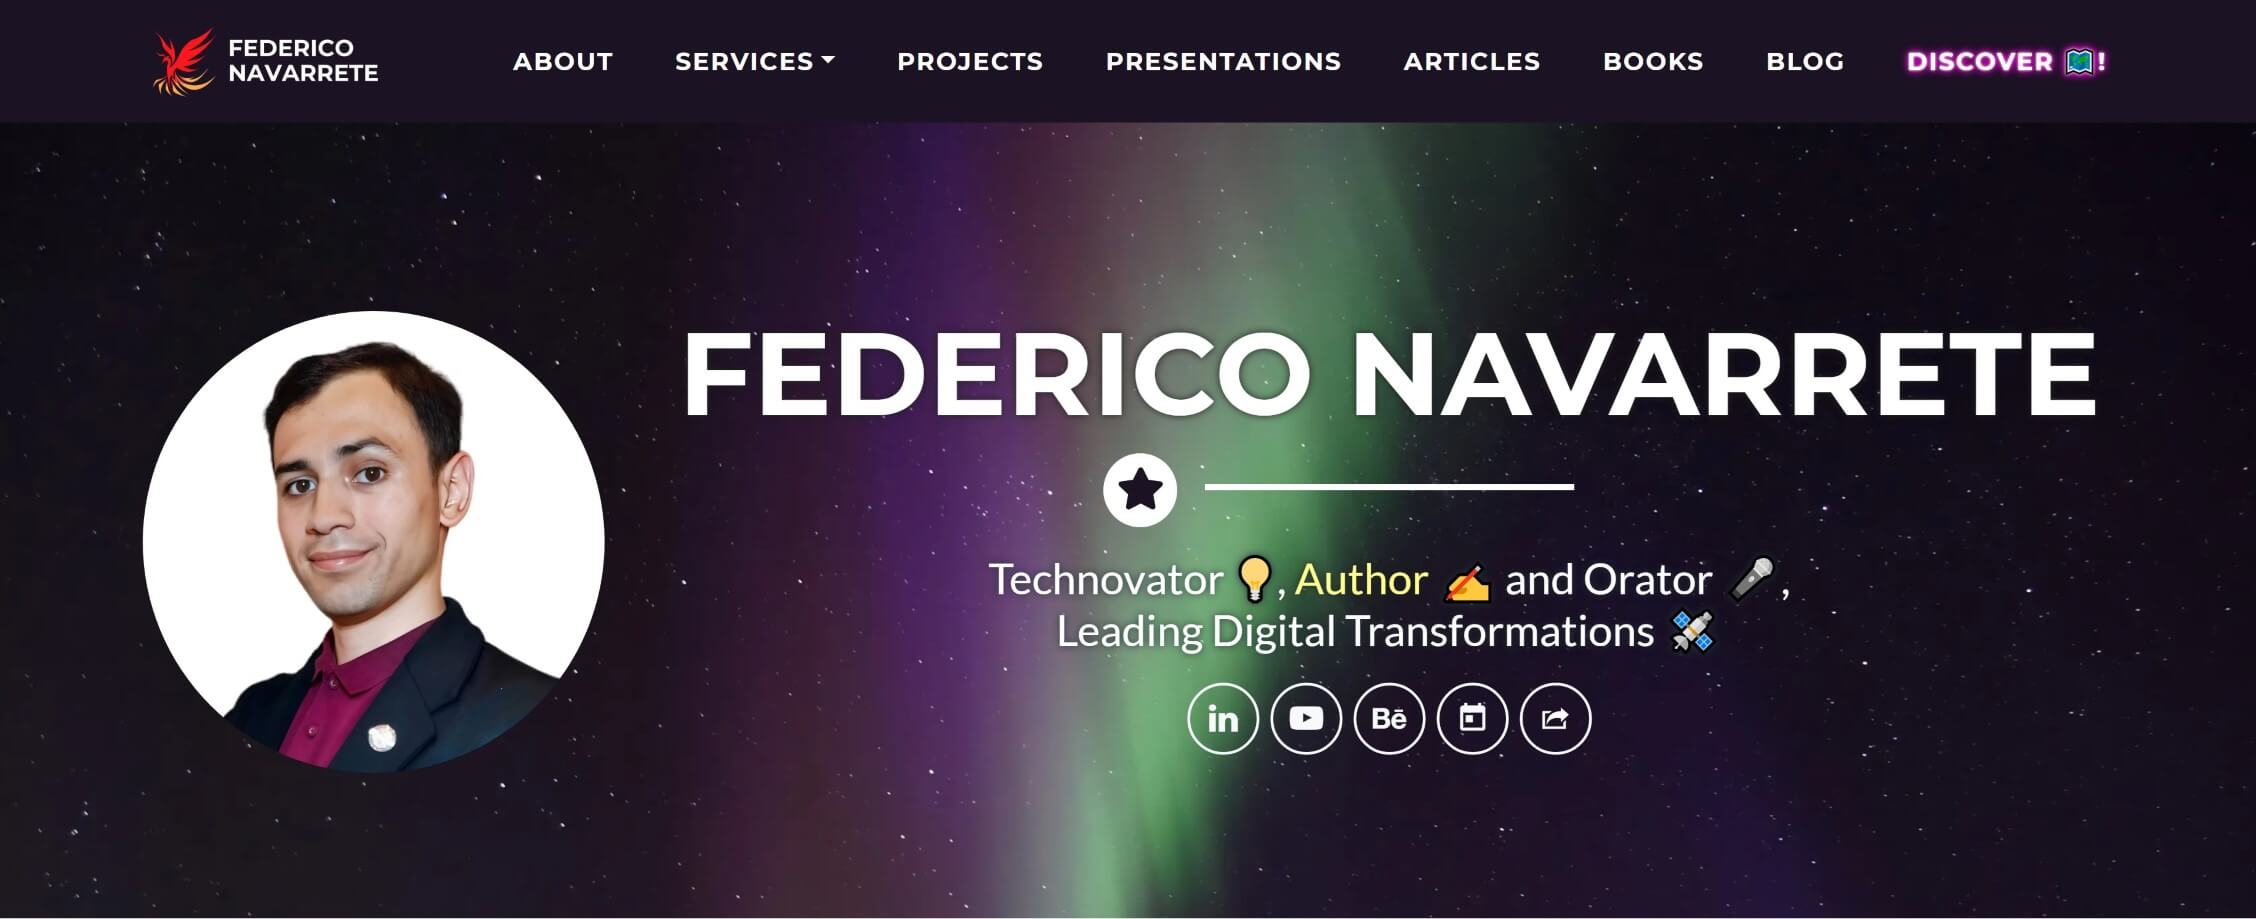 FEDERICO
NAVARRETE
ABOUT
SERVICES
PROJECTS
PRESENTATIONS
ARTICLES
BOOKS
BLOG
DISCOVER 🗺️!
FEDERICO NAVARRETE
Technovator 💡, Author ✍️ and Orator 🎤,
Leading Digital Transformations 🛰️
in
Bē